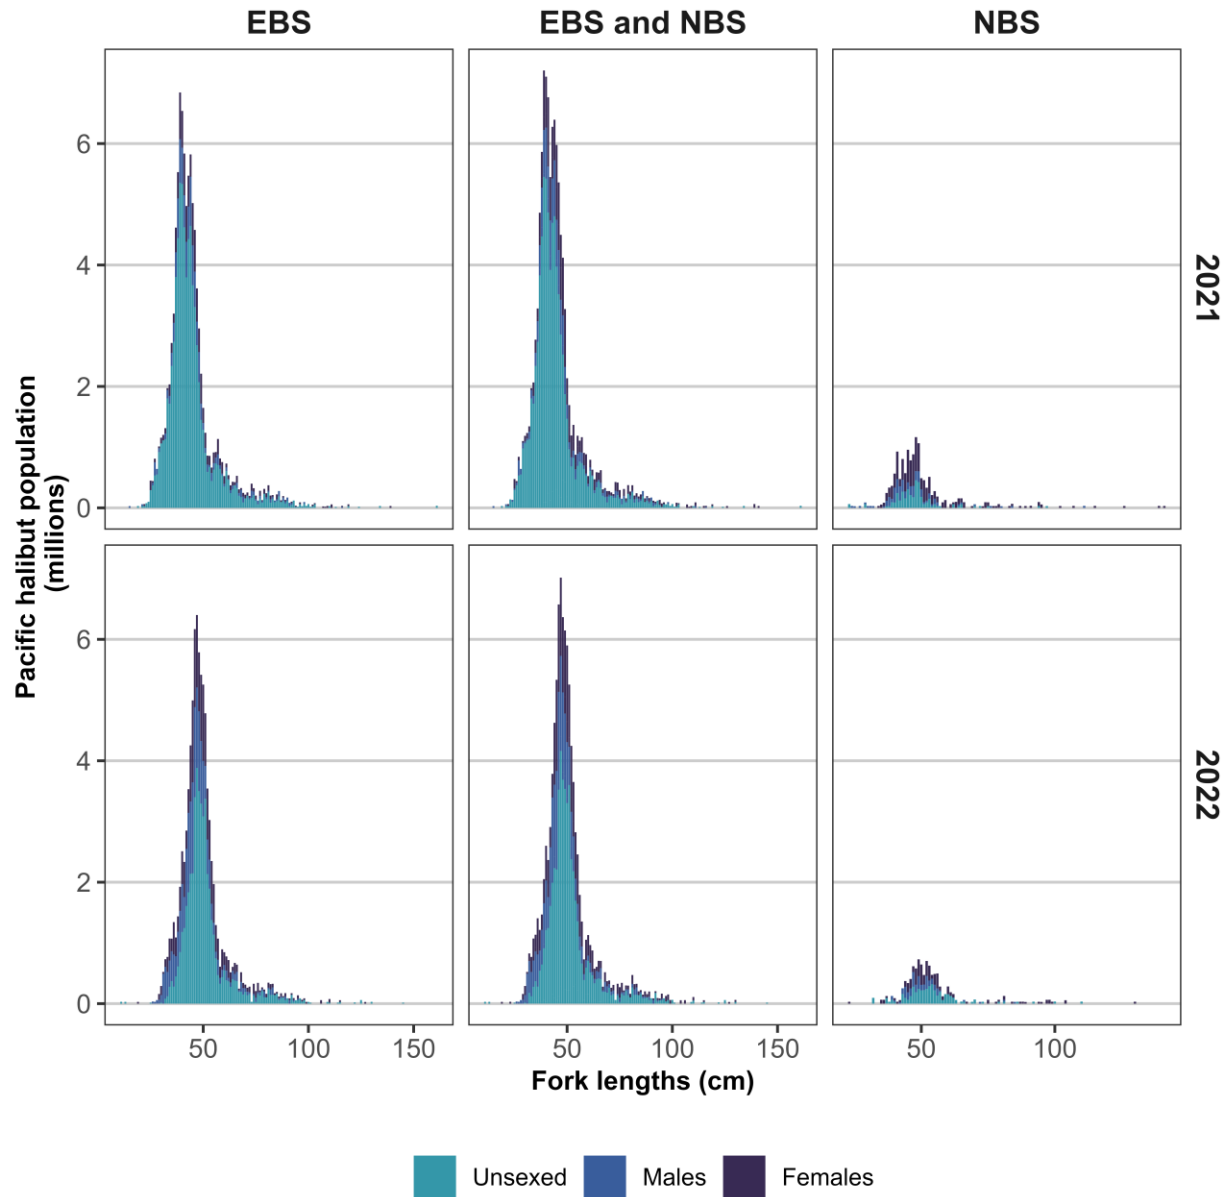 EBS
EBS and NBS
NBS
Pacific halibut population
(millions)
6
4
2
0
2021
6
4
2
0
2022
50
100
150
50
100
150
50
100
Fork lengths (cm)
Unsexed
Males
Females